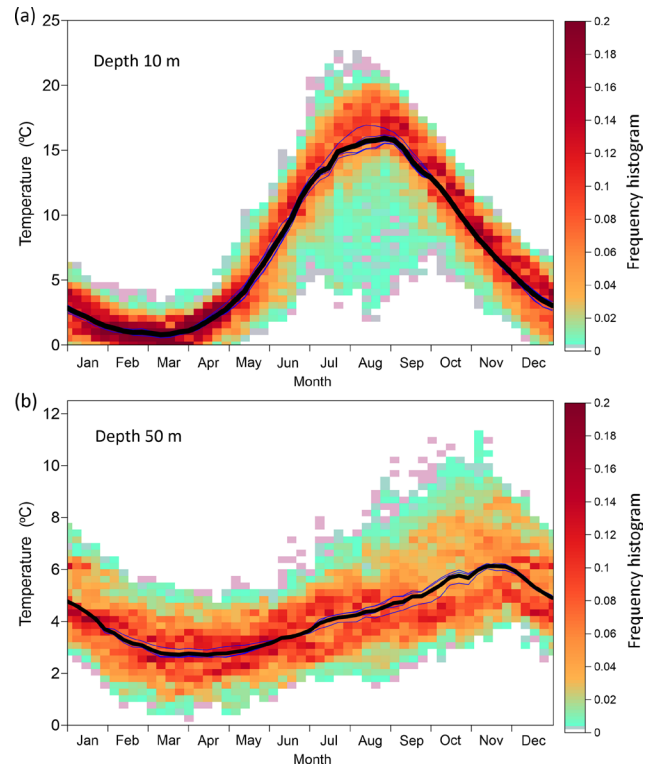 (a)
Depth 10 m
Temperature (ºC)
25
20
15
10
5
0
Jan Feb Mar Apr May Jun Jul Aug Sep Oct Nov Dec
Month
0.2
0.18
0.16
0.14
0.12
0.1
0.08
0.06
0.04
0.02
0
Frequency histogram
(b)
Depth 50 m
Temperature (ºC)
12
10
8
6
4
2
0
Jan Feb Mar Apr May Jun Jul Aug Sep Oct Nov Dec
Month
0.2
0.18
0.16
0.14
0.12
0.1
0.08
0.06
0.04
0.02
0
Frequency histogram